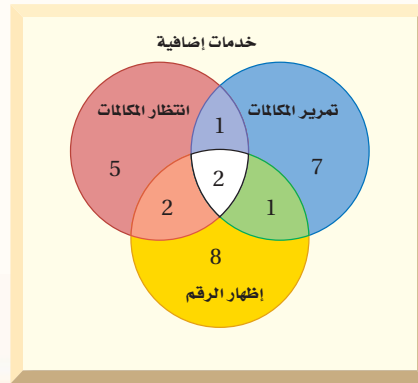 خدمات إضافية
تمرير المكالمات
انتظار المكالمات
1
7
5
2
1
2
8
إظهار الرقم